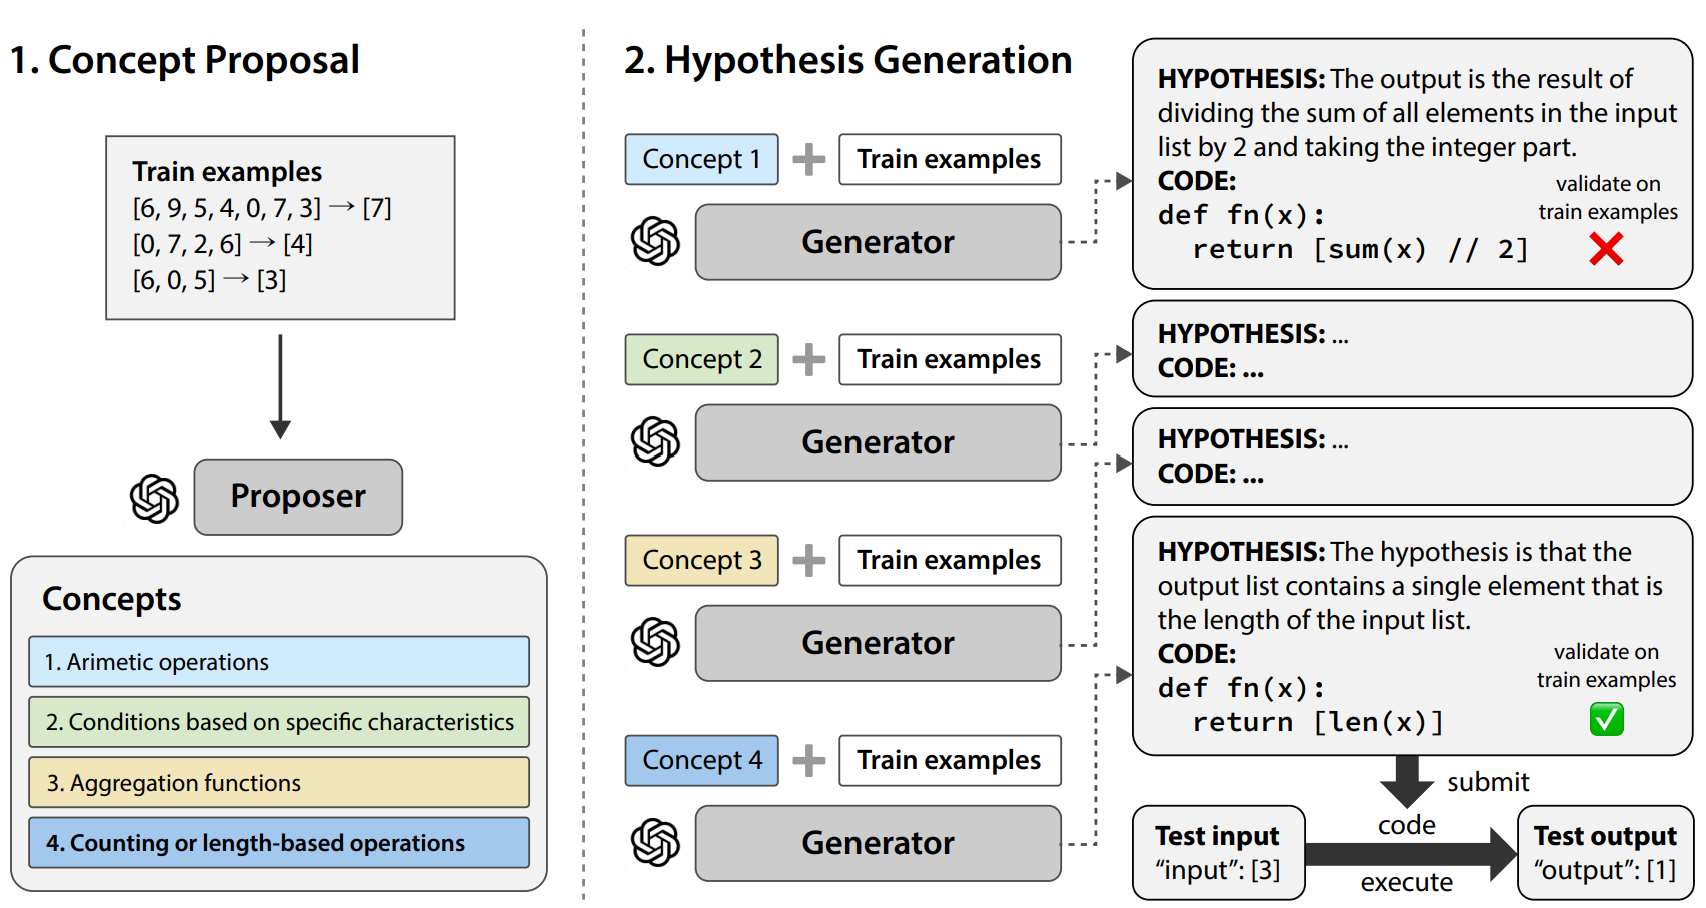 1. Concept Proposal
Train examples
[6, 9, 5, 4, 0, 7, 3] → [7]
[0, 7, 2, 6] → [4]
[6, 0, 5] → [3]
Proposer
Concepts
1. Arimetic operations
2. Conditions based on specific characteristics
3. Aggregation functions
4. Counting or length-based operations
2. Hypothesis Generation
Concept 1 + Train examples
Generator
Concept 2 + Train examples
Generator
Concept 3 + Train examples
Generator
Concept 4 + Train examples
Generator
HYPOTHESIS: The output is the result of
dividing the sum of all elements in the input
list by 2 and taking the integer part.
CODE:
def fn(x):
  return [sum(x) // 2]
validate on
train examples
HYPOTHESIS: ...
CODE: ...
HYPOTHESIS: ...
CODE: ...
HYPOTHESIS: The hypothesis is that the
output list contains a single element that is
the length of the input list.
CODE:
def fn(x):
  return [len(x)]
validate on
train examples
submit
code
execute
Test input
“input”: [3]
Test output
“output”: [1]